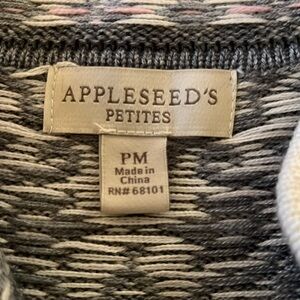 APPLESEED'S
PETITES
PM
Made in
China
RN# 68101